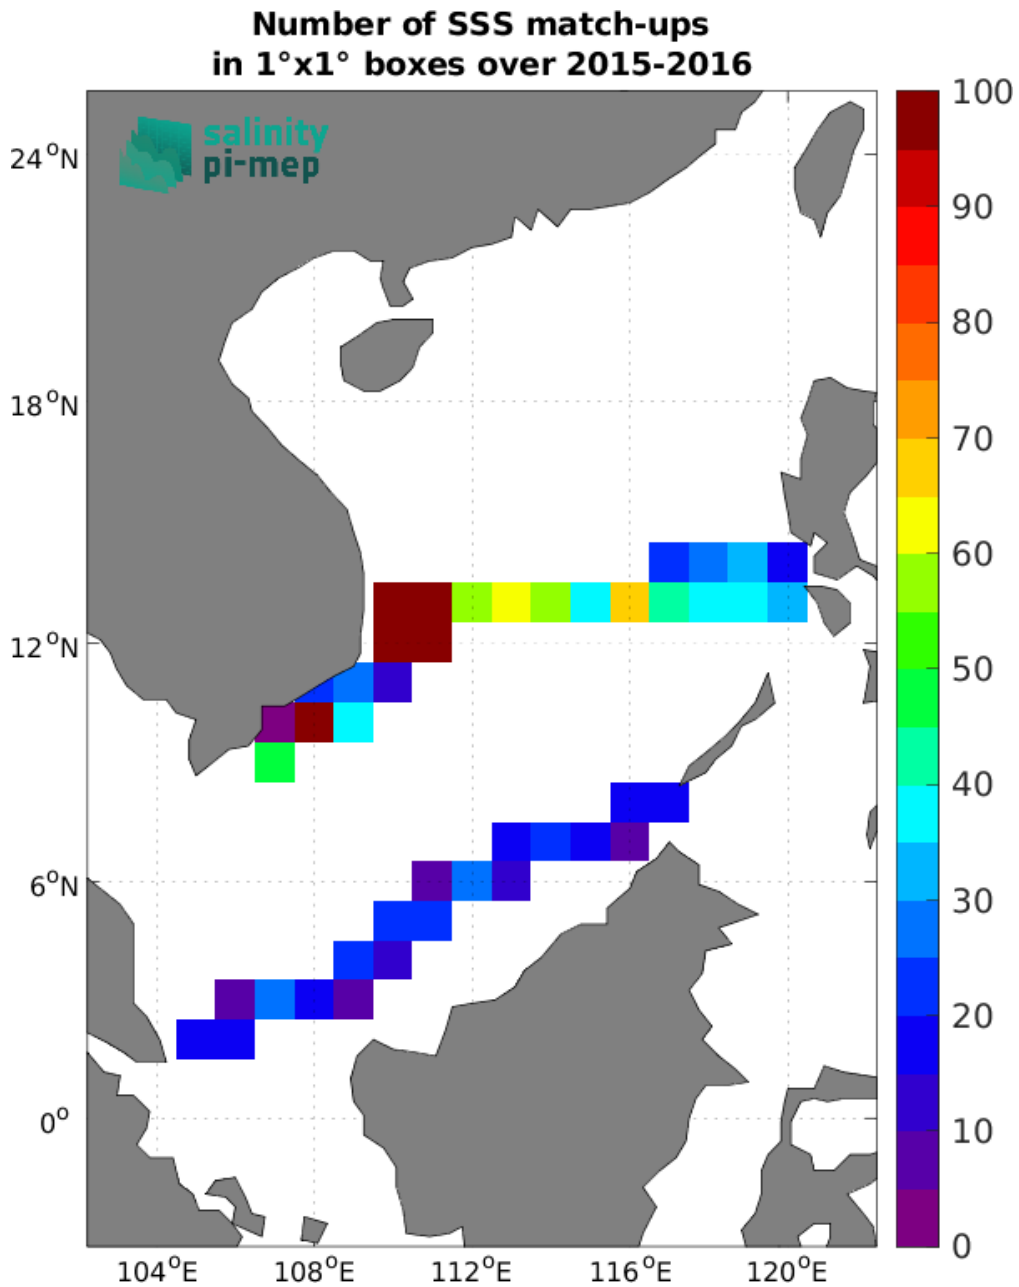 Number of SSS match-ups
in 1°x1° boxes over 2015-2016
salinity
pi-mep
24°N
18°N
12°N
6°N
0°
104°E
108°E
112°E
116°E
120°E
100
90
80
70
60
50
40
30
20
10
0